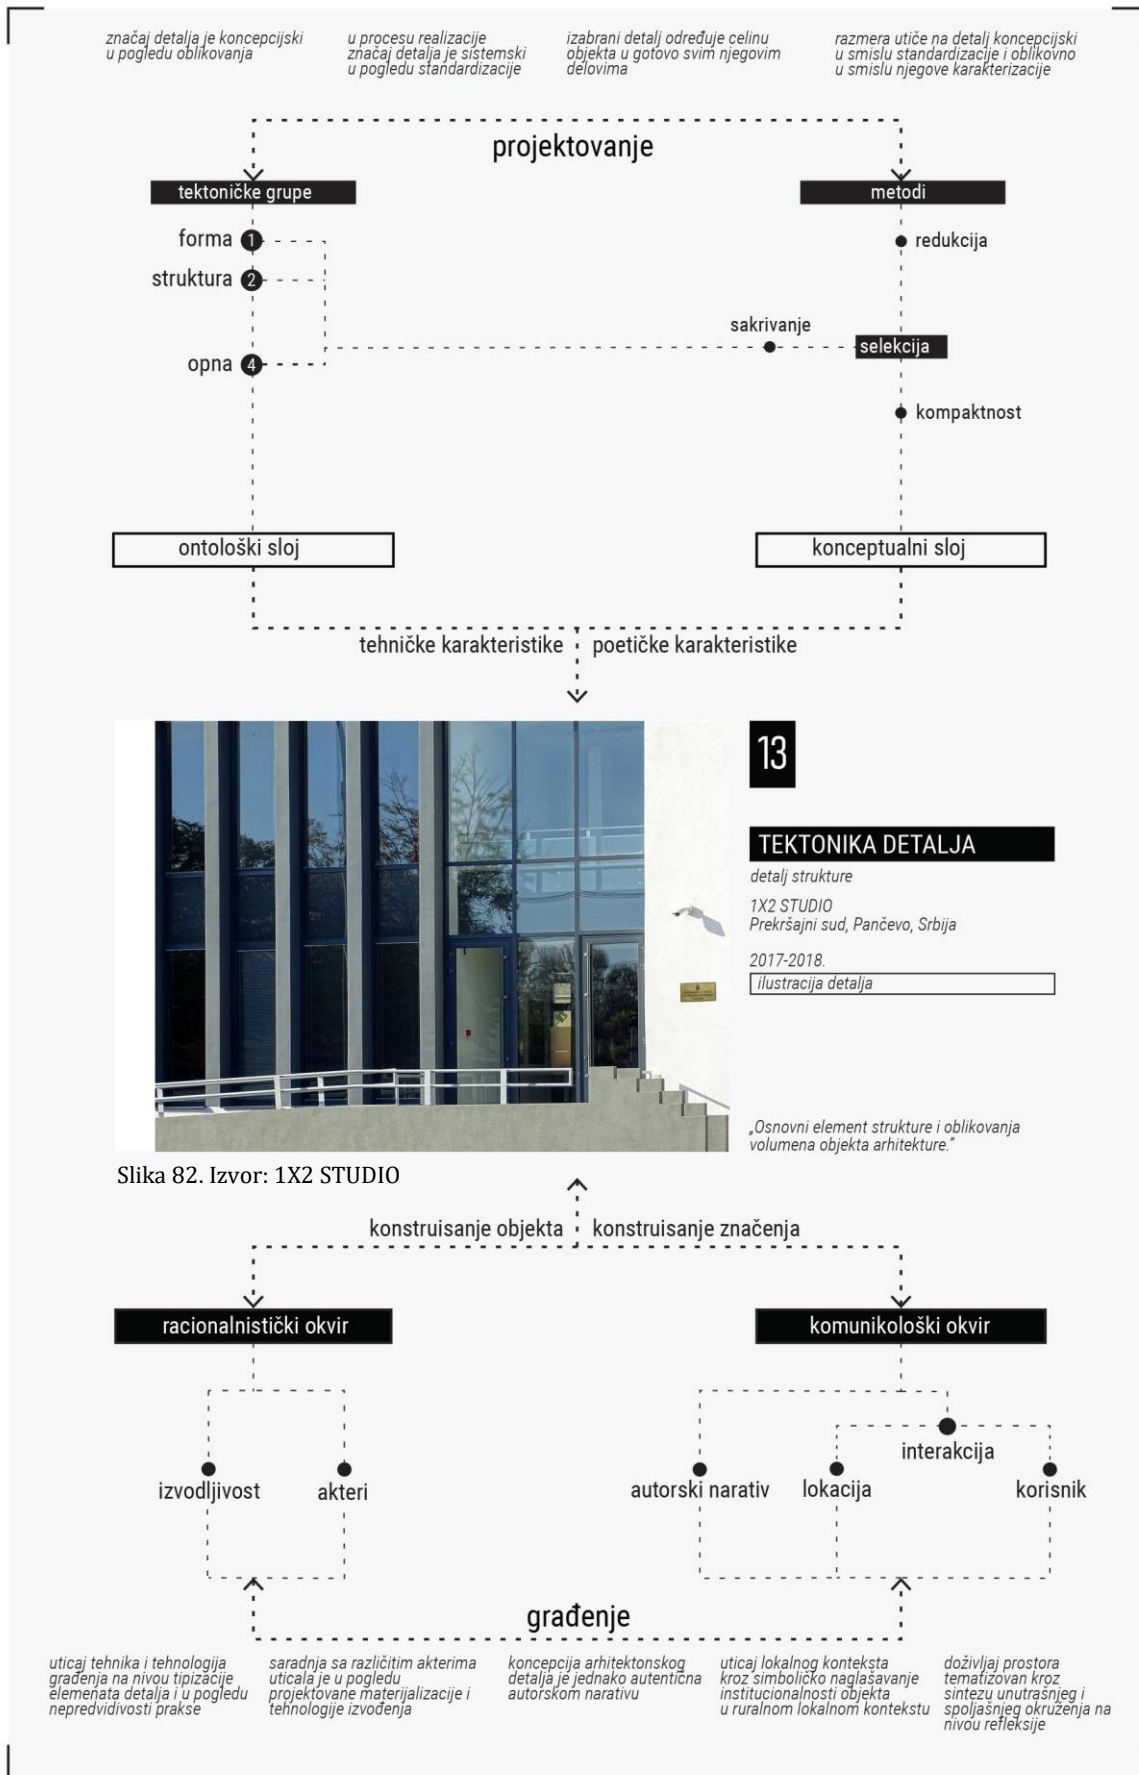 značaj detalja je koncepcijski
u pogledu oblikovanja
u procesu realizacije
značaj detalja je sistemski
u pogledu standardizacije
izabrani detalj određuje celinu
objekta u gotovo svim njegovim
delovima
razmera utiče na detalj koncepcijski
u smislu standardizacije i oblikovno
u smislu njegove karakterizacije
projektovanje
tektoničke grupe
metodi
forma 1
redukcija
struktura 2
sakrivanje
selekcija
opna 4
kompaktnost
ontološki sloj
konceptualni sloj
tehničke karakteristike
poetičke karakteristike
13
TEKTONIKA DETALJA
detalj strukture
1X2 STUDIO
Prekršajni sud, Pančevo, Srbija
2017-2018.
ilustracija detalja
„Osnovni element strukture i oblikovanja
volumena objekta arhitekture.”
Slika 82. Izvor: 1X2 STUDIO
konstruisanje objekta
konstruisanje značenja
racionalnistički okvir
komunikološki okvir
interakcija
izvodljivost
akteri
autorski narativ
lokacija
korisnik
građenje
uticaj tehnika i tehnologija
građenja na nivou tipizacije
elemenata detalja i u pogledu
nepredvidivosti prakse
saradnja sa različitim akterima
uticala je u pogledu
projektovane materijalizacije i
tehnologije izvođenja
koncepcija arhitektonskog
detalja je jednako autentična
autorskom narativu
uticaj lokalnog konteksta
kroz simboličko naglašavanje
institucionalnosti objekta
u ruralnom lokalnom kontekstu
doživljaj prostora
tematizovan kroz
sintezu unutrašnjeg i
spoljašnjeg okruženja na
nivou refleksije